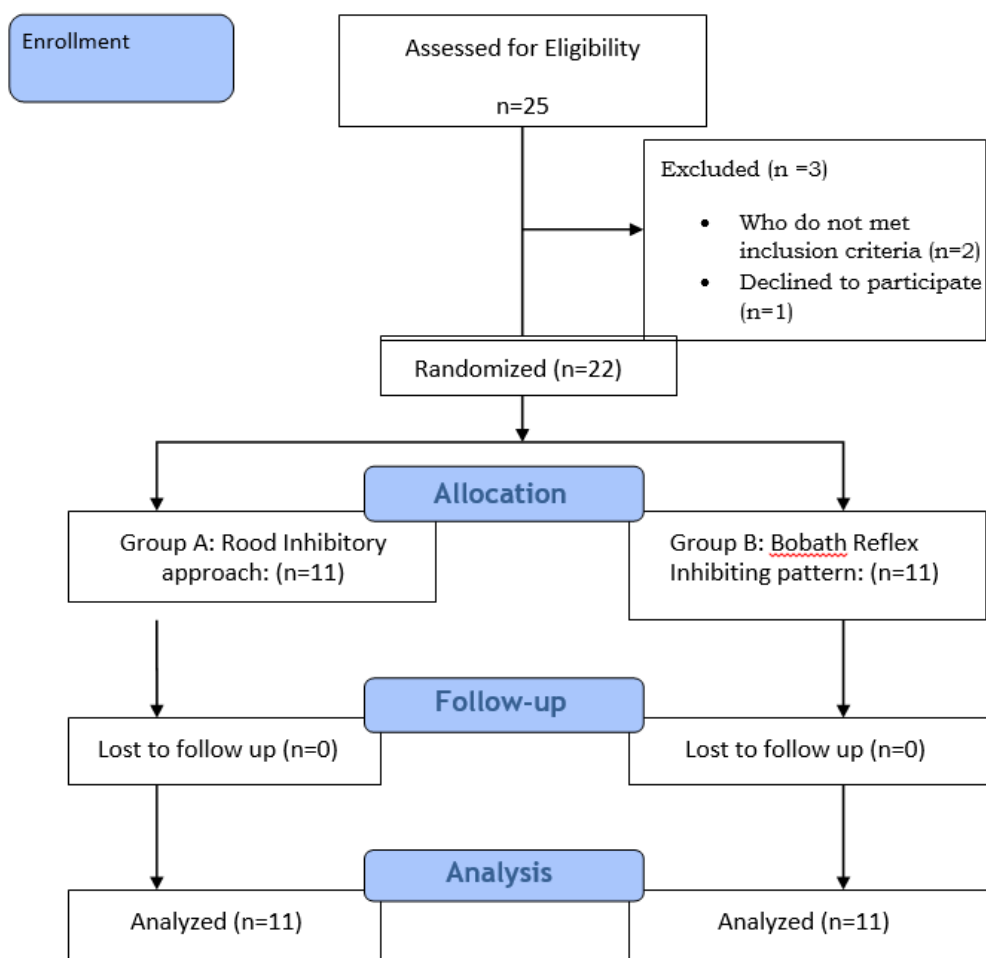 Enrollment
Assessed for Eligibility
n=25
Excluded (n =3)
• Who do not met
inclusion criteria (n=2)
• Declined to participate
(n=1)
Randomized (n=22)
Allocation
Group A: Rood Inhibitory
approach: (n=11)
Group B: Bobath Reflex
Inhibiting pattern: (n=11)
Follow-up
Lost to follow up (n=0)
Lost to follow up (n=0)
Analysis
Analyzed (n=11)
Analyzed (n=11)